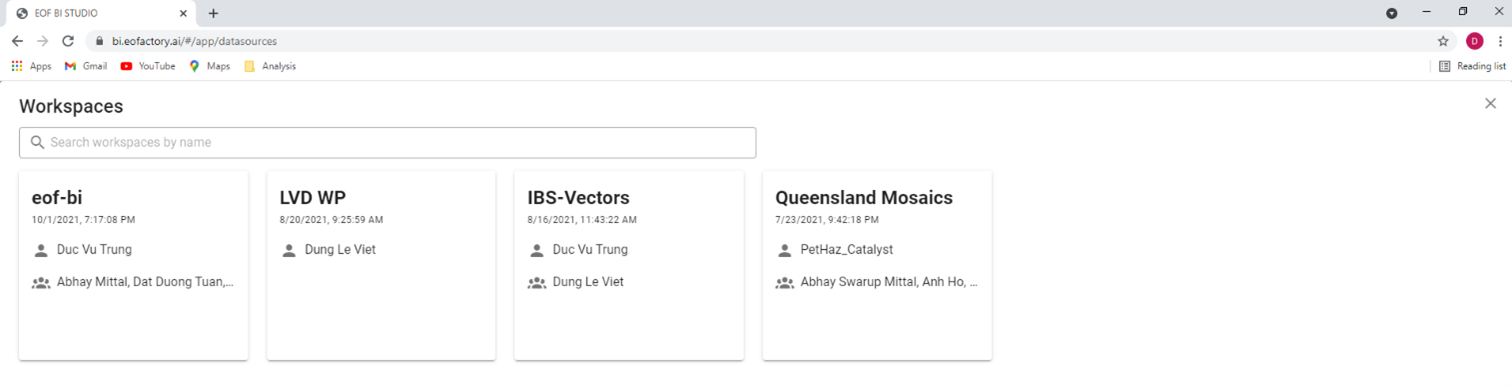 EOF BI STUDIO
bi.eofactory.ai/#/app/datasources
D
Apps Gmail YouTube Maps Analysis Reading list
Workspaces
Search workspaces by name
eof-bi
10/1/2021, 7:17:08 PM
Duc Vu Trung
Abhay Mittal, Dat Duong Tuan,...
LVD WP
8/20/2021, 9:25:59 AM
Dung Le Viet
IBS-Vectors
8/16/2021, 11:43:22 AM
Duc Vu Trung
Dung Le Viet
Queensland Mosaics
7/23/2021, 9:42:18 PM
PetHaz_Catalyst
Abhay Swarup Mittal, Anh Ho, ...